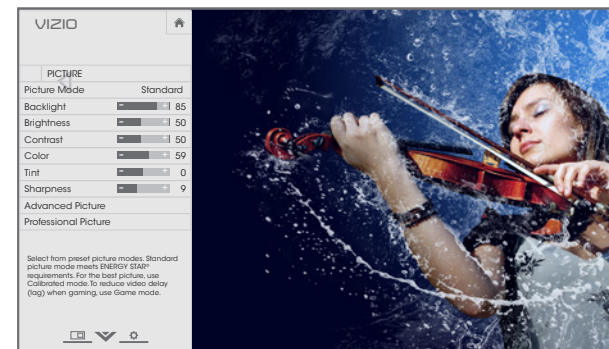 VIZIO
PICTURE
Picture Mode Standard
Backlight 85
Brightness 50
Contrast 50
Color 59
Tint 0
Sharpness 9
Advanced Picture
Professional Picture
Select from preset picture modes. Standard
picture mode meets ENERGY STAR®
requirements. For the best picture, use
Calibrated mode. To reduce video delay
(lag) when gaming, use Game mode.